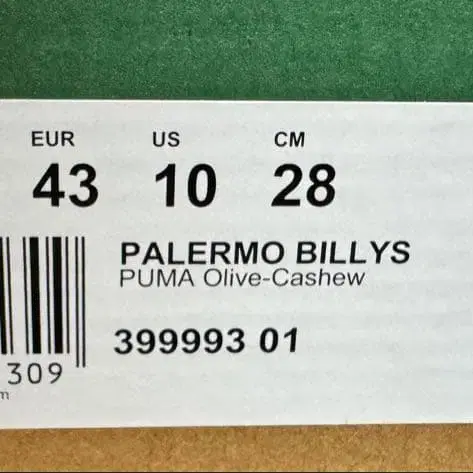 EUR US CM
43 10 28
PALERMO BILLYS
PUMA Olive-Cashew
399993 01
309